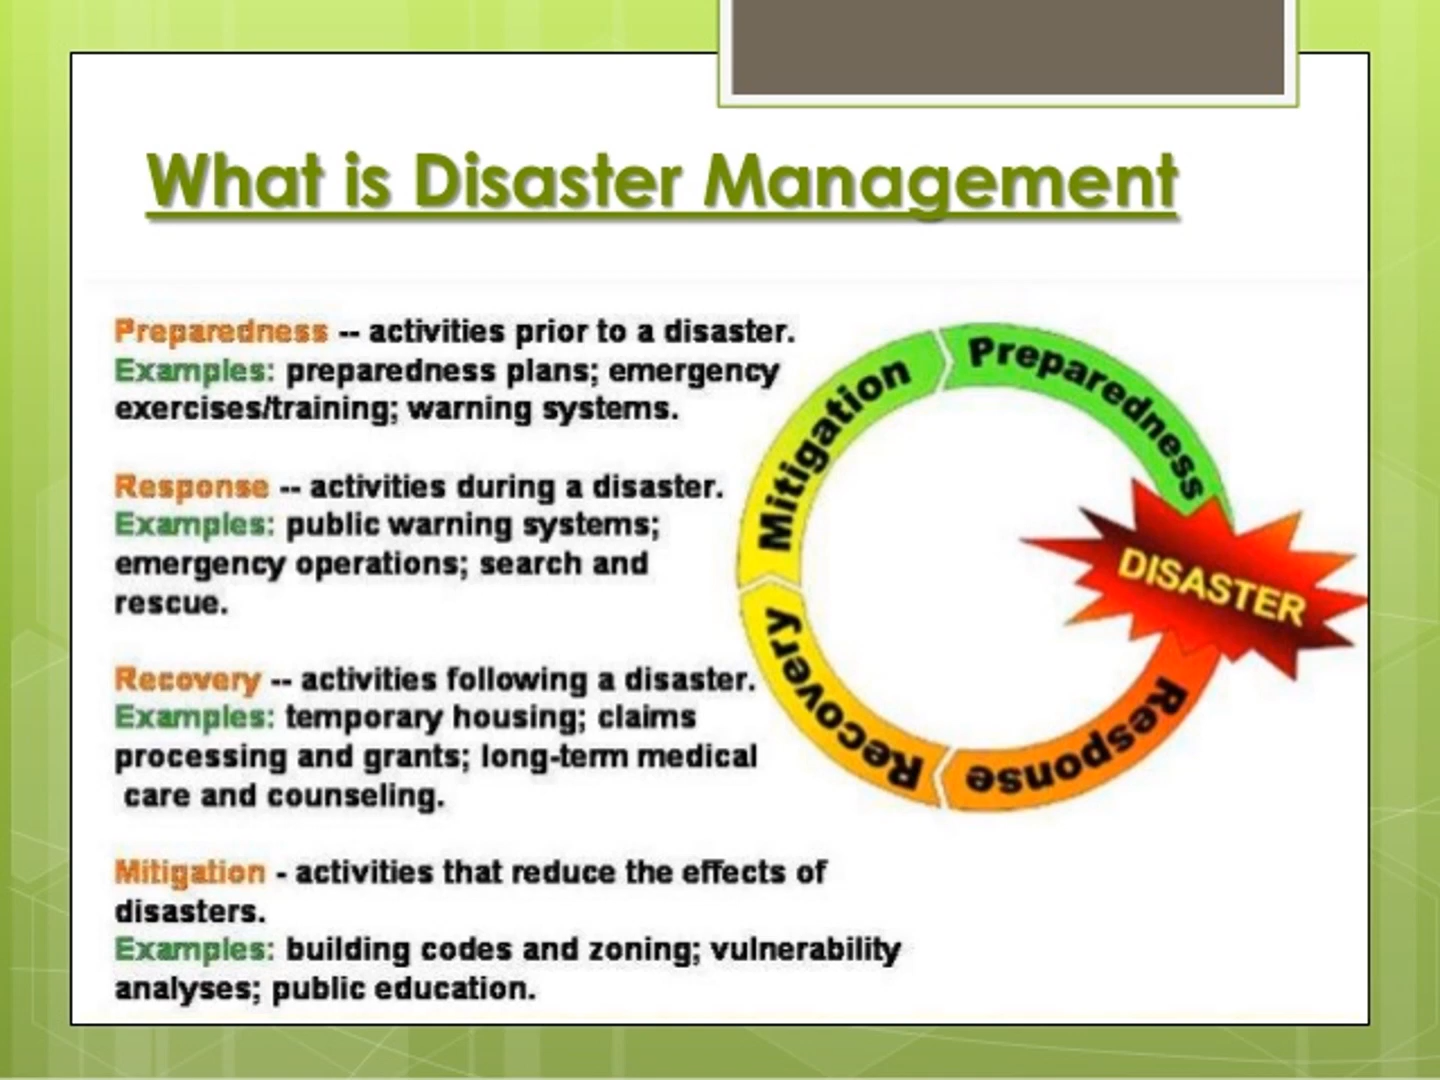 What is Disaster Management
Preparedness -- activities prior to a disaster.
Examples: preparedness plans; emergency
exercises/training; warning systems.
Response -- activities during a disaster.
Examples: public warning systems;
emergency operations; search and
rescue.
Recovery -- activities following a disaster.
Examples: temporary housing; claims
processing and grants; long-term medical
care and counseling.
Mitigation - activities that reduce the effects of
disasters.
Examples: building codes and zoning; vulnerability
analyses; public education.
Mitigation
Preparedness
DISASTER
Response
Recovery